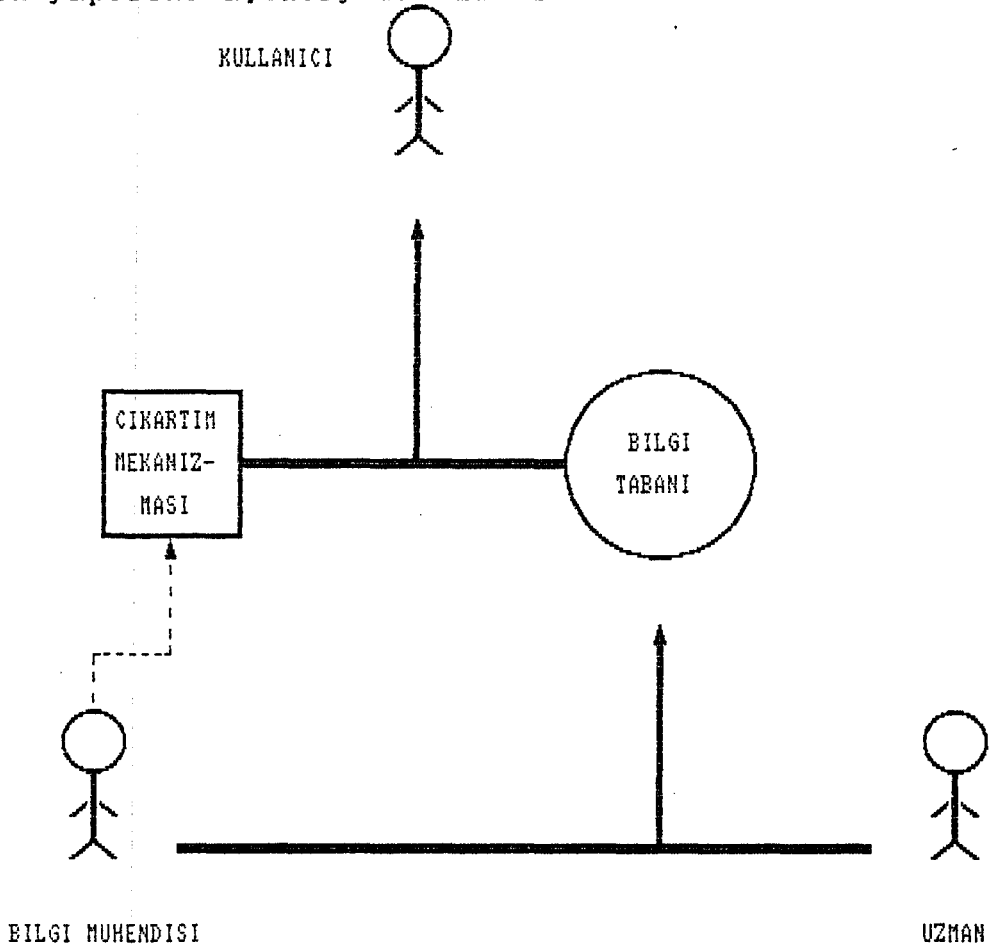 KULLANICI
CIKARTIM
MEKANIZ-
MASI
BILGI
TABANI
BILGI MUHENDISI
UZMAN